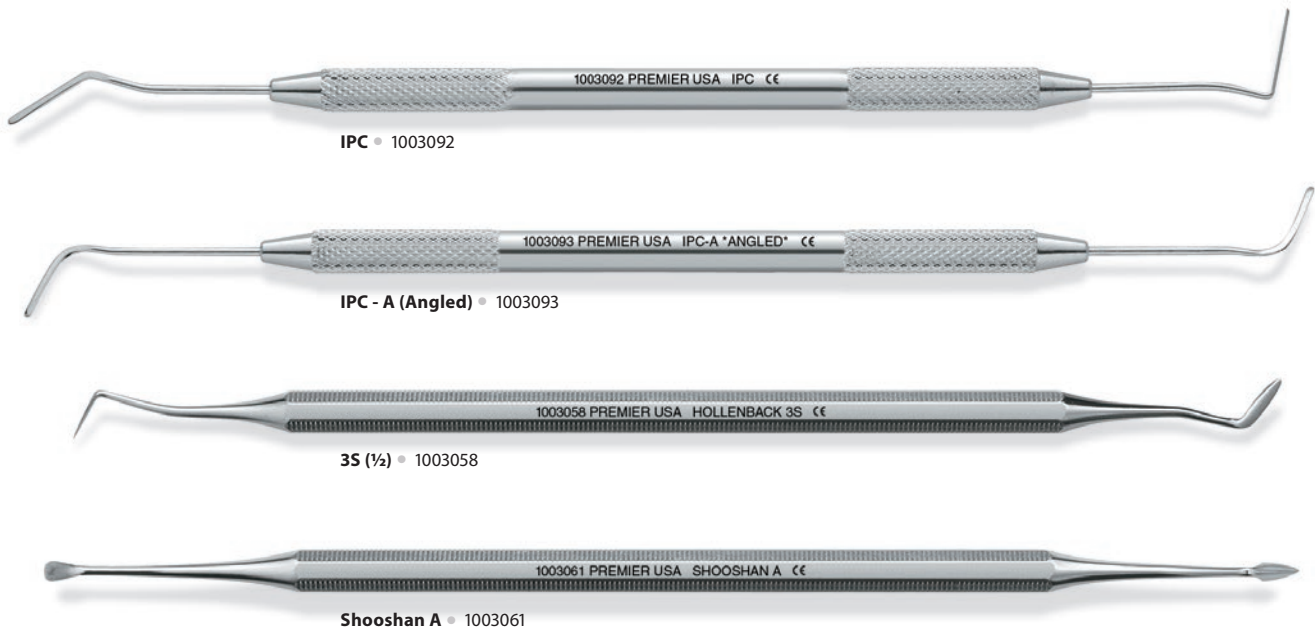 1003092 PREMIER USA IPC CE
IPC • 1003092
1003093 PREMIER USA IPC-A "ANGLED" CE
IPC - A (Angled) • 1003093
1003058 PREMIER USA HOLLENBACK 3S CE
3S (½) • 1003058
1003061 PREMIER USA SHOOSHAN A CE
Shooshan A • 1003061